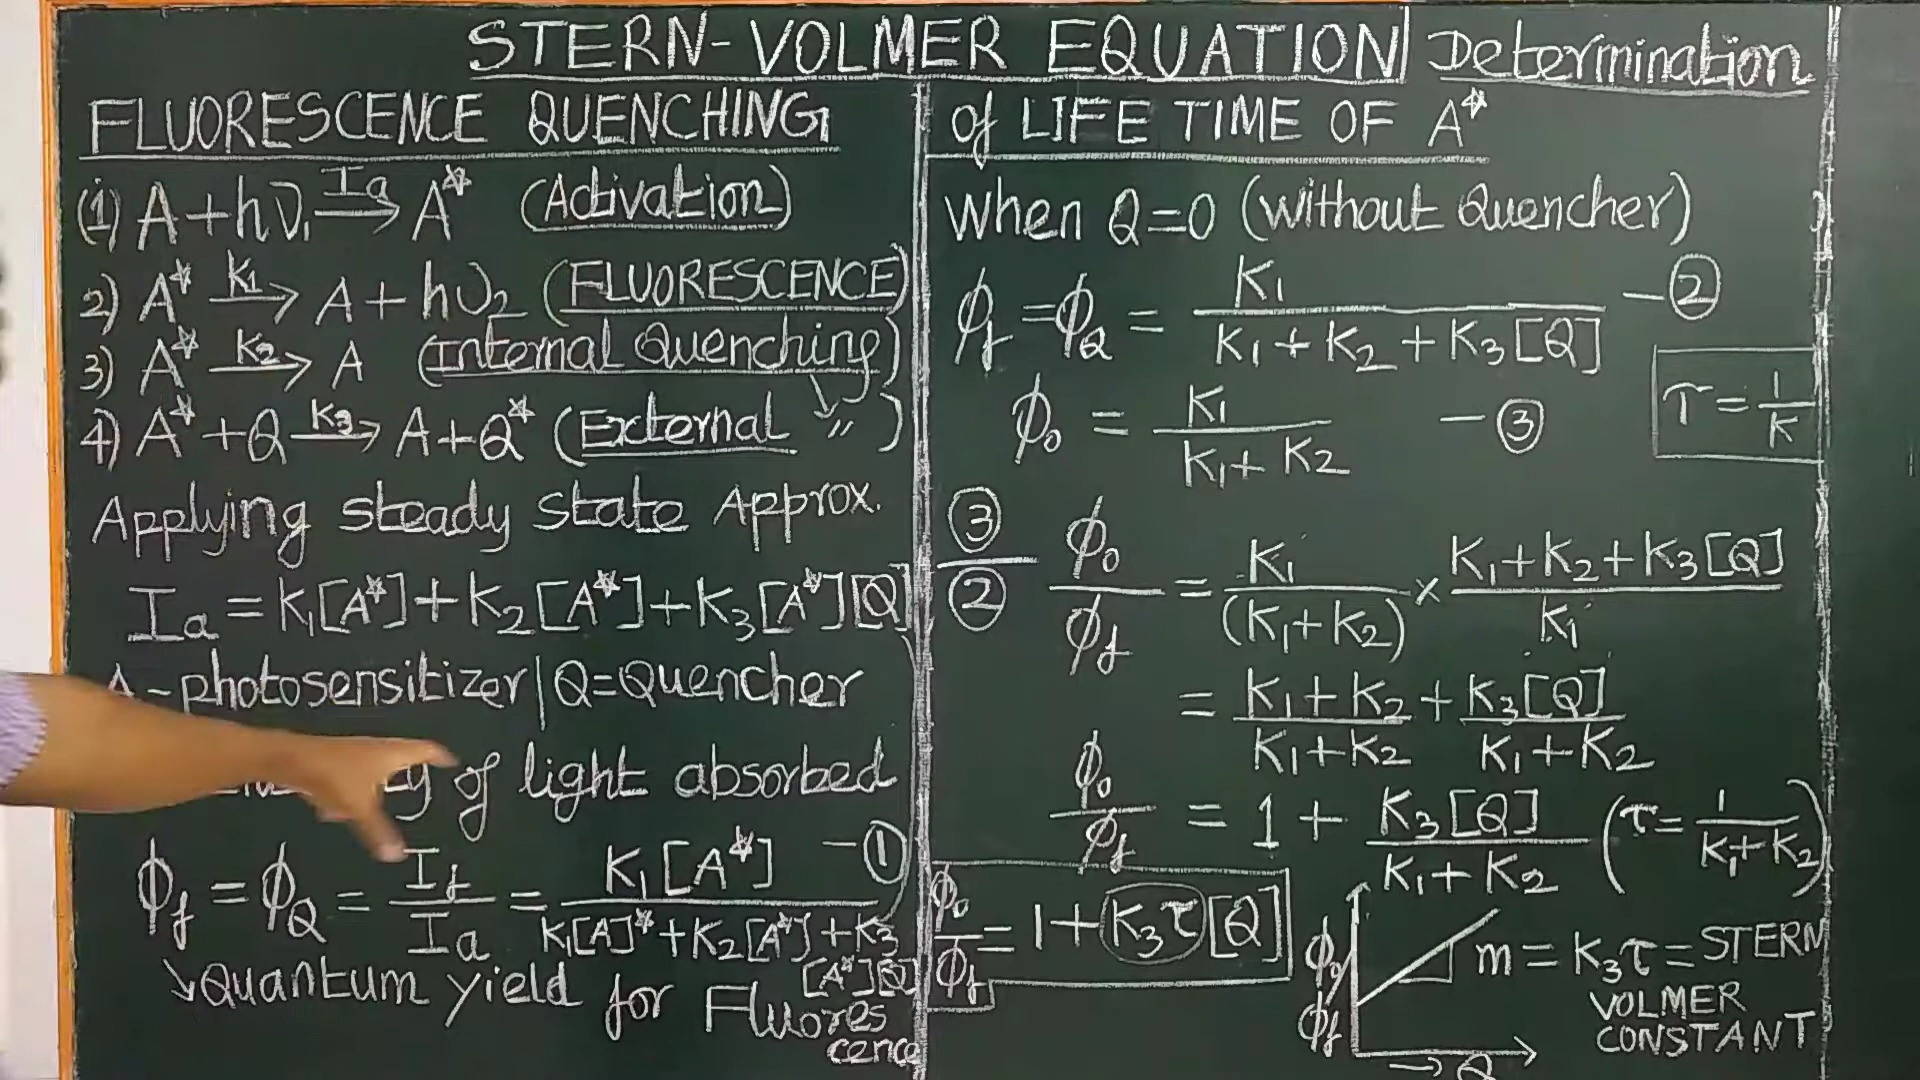 STERN-VOLMER EQUATION | Determination
of LIFE TIME OF A*
FLUORESCENCE QUENCHING
(1) A + hν₁ —Ia→ A* (Activation)
2) A* —K₁→ A + hν₂ (FLUORESCENCE)
3) A* —K₂→ A (Internal Quenching)
4) A* + Q —K₃→ A + Q* (External 〃)
Applying steady state Approx.
Ia = K₁[A*] + K₂[A*] + K₃[A*][Q]
A - photosensitizer | Q = Quencher
of light absorbed
ϕf = ϕQ = If/Ia = K₁[A*] / K₁[A]* + K₂[A*] + K₃[A*][Q] - ①
↘ Quantum yield for Fluorescence
When Q = 0 (without Quencher)
ϕf = ϕQ = K₁ / K₁ + K₂ + K₃[Q] - ②
τ = 1/K
ϕ₀ = K₁ / K₁ + K₂ - ③
③/② ϕ₀/ϕf = K₁/(K₁ + K₂) × K₁ + K₂ + K₃[Q] / K₁
= K₁ + K₂ / K₁ + K₂ + K₃[Q] / K₁ + K₂
ϕ₀/ϕf = 1 + K₃[Q] / K₁ + K₂ (τ = 1 / K₁ + K₂)
ϕ₀/ϕf = 1 + K₃τ[Q]
ϕ₀/ϕf
→ Q
m = K₃τ = STERN
VOLMER
CONSTANT